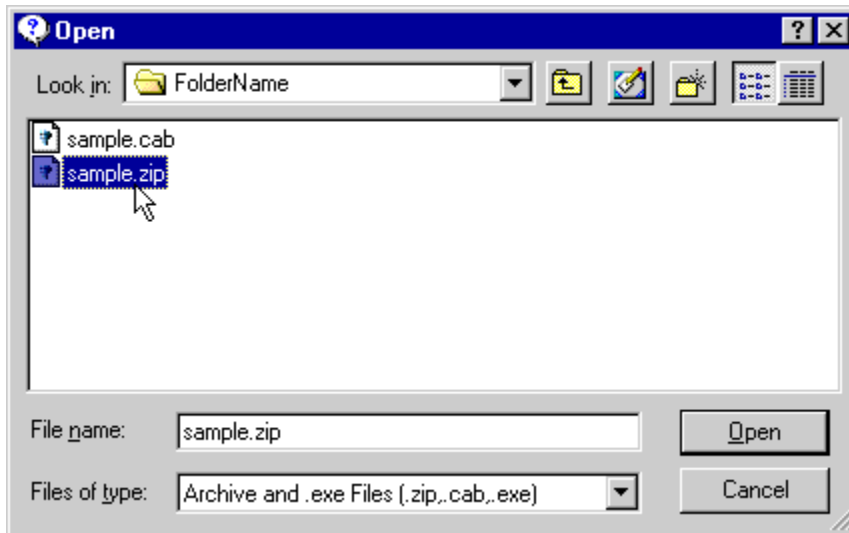 Open
Look in: FolderName
sample.cab
sample.zip
File name: sample.zip Open
Files of type: Archive and .exe Files (.zip,.cab,.exe) Cancel